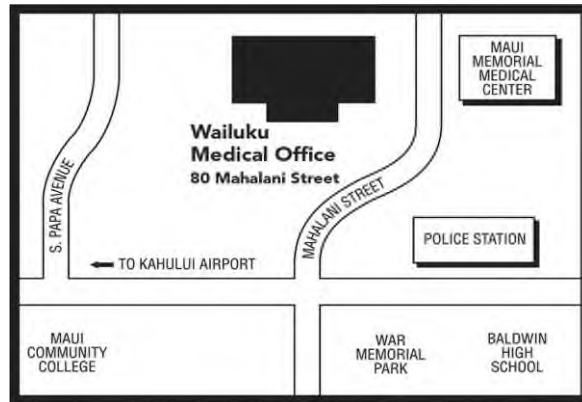 MAUI
MEMORIAL
MEDICAL
CENTER
Wailuku
Medical Office
80 Mahalani Street
S. PAPA AVENUE
MAHALANI STREET
POLICE STATION
TO KAHULUI AIRPORT
MAUI
COMMUNITY
COLLEGE
WAR
MEMORIAL
PARK
BALDWIN
HIGH
SCHOOL